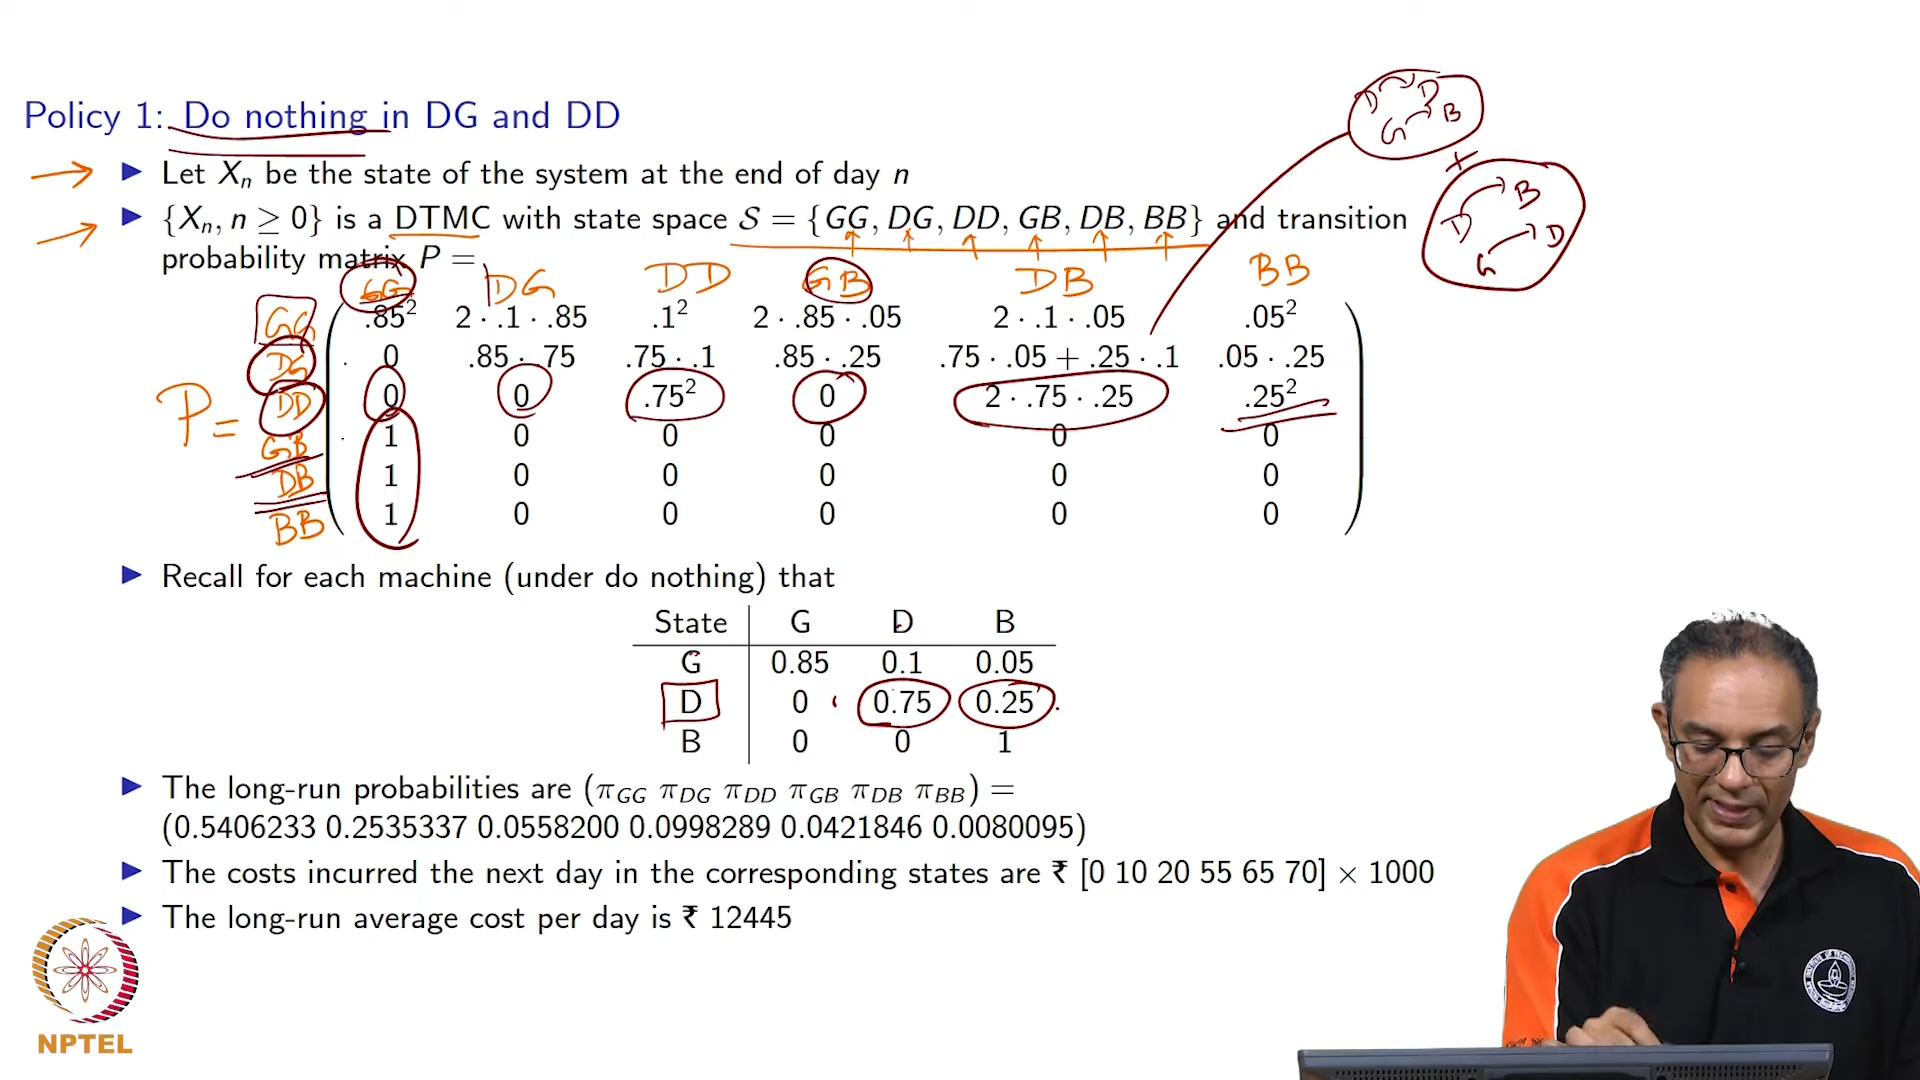 Policy 1: Do nothing in DG and DD
▶ Let Xₙ be the state of the system at the end of day n
▶ {Xₙ, n ≥ 0} is a DTMC with state space 𝒮 = {GG, DG, DD, GB, DB, BB} and transition
probability matrix P =
GG DG DD GB DB BB
GG .85² 2 · .1 · .85 .1² 2 · .85 · .05 2 · .1 · .05 .05²
DG 0 .85 · .75 .75 · .1 .85 · .25 .75 · .05 + .25 · .1 .05 · .25
P = DD 0 0 .75² 0 2 · .75 · .25 .25²
GB 1 0 0 0 0 0
DB 1 0 0 0 0 0
BB 1 0 0 0 0 0
D D
G B
+
D B
G D
▶ Recall for each machine (under do nothing) that
State G D B
G 0.85 0.1 0.05
D 0 0.75 0.25
B 0 0 1
▶ The long-run probabilities are (π_GG π_DG π_DD π_GB π_DB π_BB) =
(0.5406233 0.2535337 0.0558200 0.0998289 0.0421846 0.0080095)
▶ The costs incurred the next day in the corresponding states are ₹ [0 10 20 55 65 70] × 1000
▶ The long-run average cost per day is ₹ 12445
NPTEL